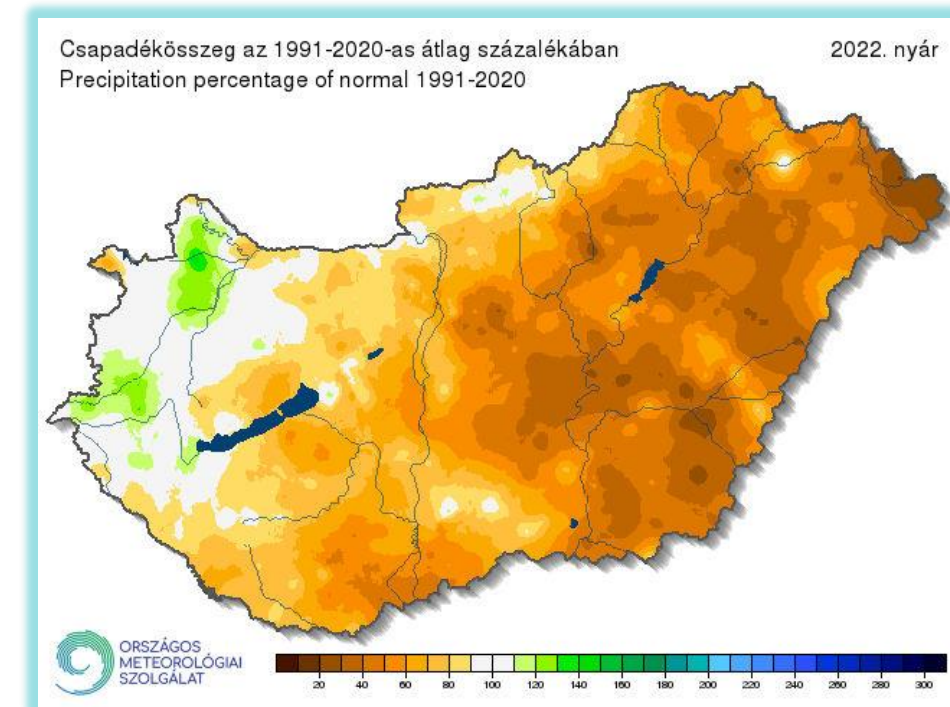 Csapadékösszeg az 1991-2020-as átlag százalékában
2022. nyár
Precipitation percentage of normal 1991-2020
ORSZÁGOS
METEOROLÓGIAI
SZOLGÁLAT
20 40 60 80 100 120 140 160 180 200 220 240 260 280 300